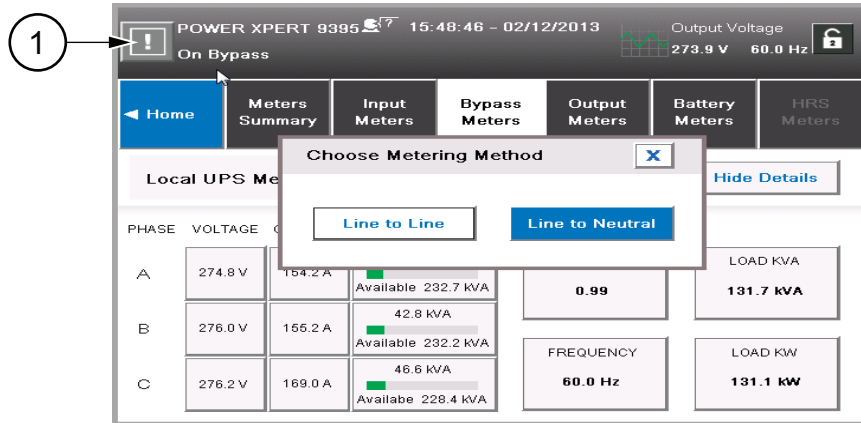 1
! POWER XPERT 9395 ? 15:48:46 - 02/12/2013 Output Voltage
On Bypass 273.9 V 60.0 Hz 2
Home Meters Summary Input Meters Bypass Meters Output Meters Battery Meters HRS Meters
Choose Metering Method X
Local UPS Me Hide Details
Line to Line Line to Neutral
PHASE VOLTAGE
LOAD KVA
A 274.8 V 154.2 A Available 232.7 kVA 0.99 131.7 kVA
42.8 kVA
B 276.0 V 155.2 A
Available 232.2 kVA
FREQUENCY LOAD KW
46.6 kVA
C 276.2 V 169.0 A 60.0 Hz 131.1 kW
Availabe 228.4 kVA